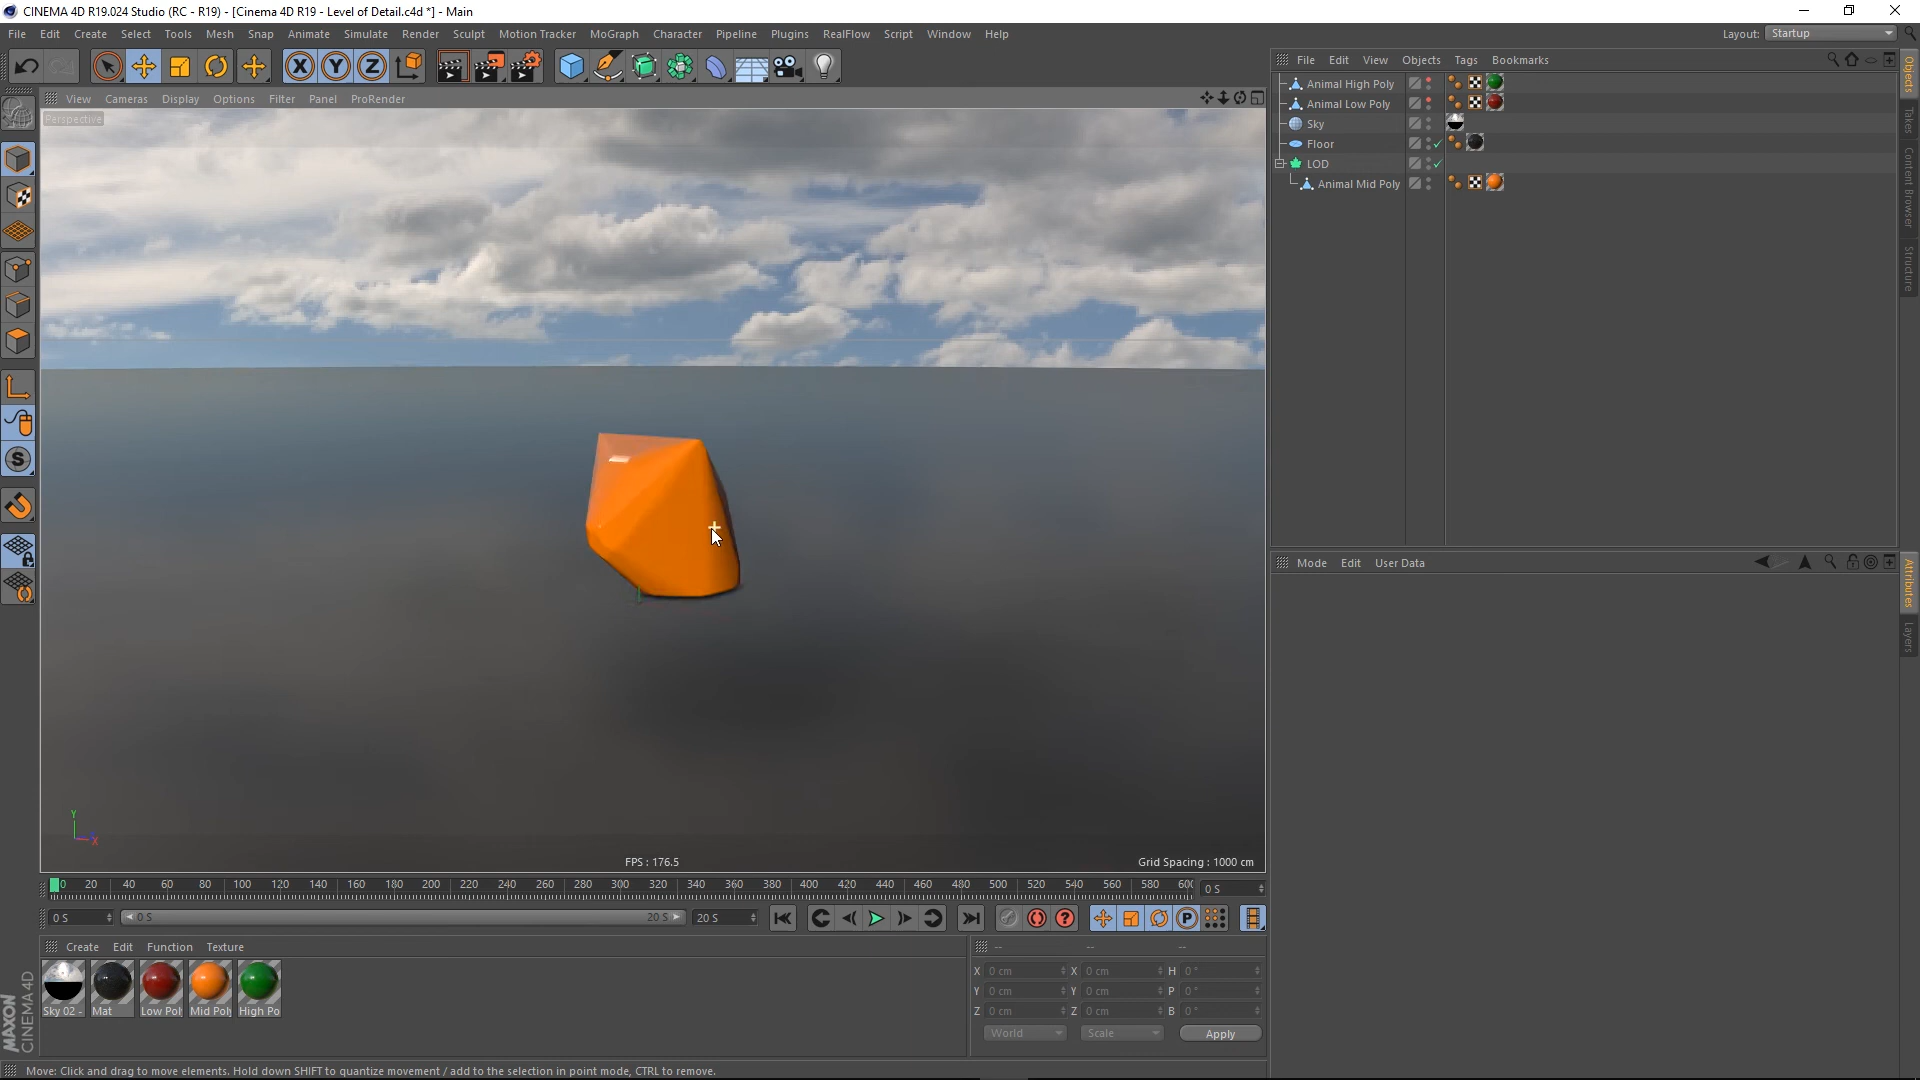 CINEMA 4D R19.024 Studio (RC - R19) - [Cinema 4D R19 - Level of Detail.c4d *] - Main
File Edit Create Select Tools Mesh Snap Animate Simulate Render Sculpt Motion Tracker MoGraph Character Pipeline Plugins RealFlow Script Window Help Layout: Startup
X Y Z
File Edit View Objects Tags Bookmarks
View Cameras Display Options Filter Panel ProRender
Perspective
Animal High Poly
Animal Low Poly
Sky
Floor
LOD
Animal Mid Poly
Objects
Takes
Content Browser
Structure
S
Mode Edit User Data
Attributes
Layers
Y
X
FPS : 176.5
Grid Spacing : 1000 cm
0 20 40 60 80 100 120 140 160 180 200 220 240 260 280 300 320 340 360 380 400 420 440 460 480 500 520 540 560 580 60 0 S
0 S 0 S 20 S 20 S ? P
Create Edit Function Texture
-- -- --
Sky 02 - Mat Low Pol Mid Poly High Po
X 0 cm X 0 cm H 0 °
Y 0 cm Y 0 cm P 0 °
Z 0 cm Z 0 cm B 0 °
World Scale Apply
MAXON
CINEMA 4D
Move: Click and drag to move elements. Hold down SHIFT to quantize movement / add to the selection in point mode, CTRL to remove.